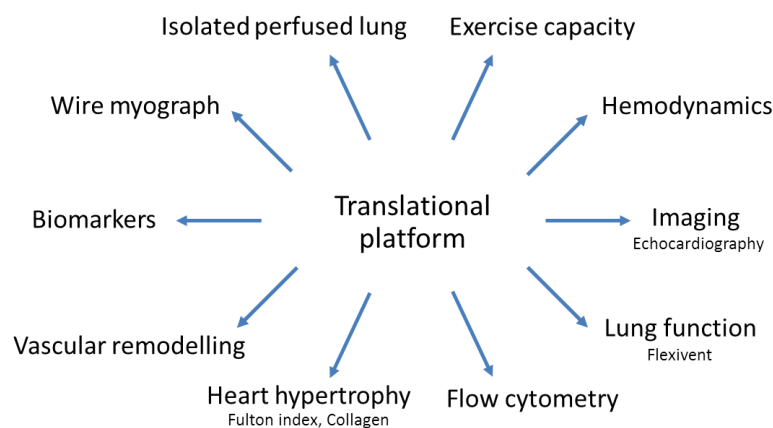 Isolated perfused lung
Exercise capacity
Wire myograph
Hemodynamics
Biomarkers
Translational
platform
Imaging
Echocardiography
Vascular remodelling
Lung function
Flexivent
Heart hypertrophy
Fulton index, Collagen
Flow cytometry